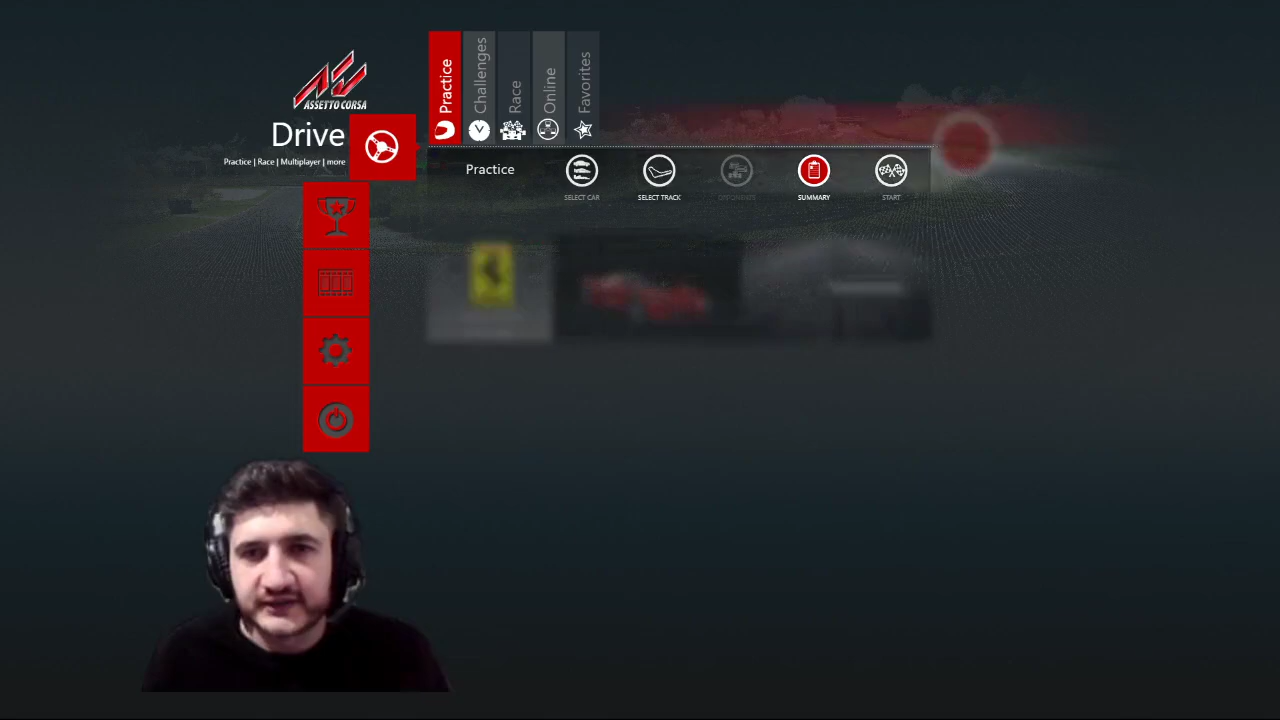 Practice
Challenges
Race
Online
Favorites
ASSETTO CORSA
Drive
Practice | Race | Multiplayer | more
Practice
SELECT CAR
SELECT TRACK
OPONENTS
SUMMARY
START